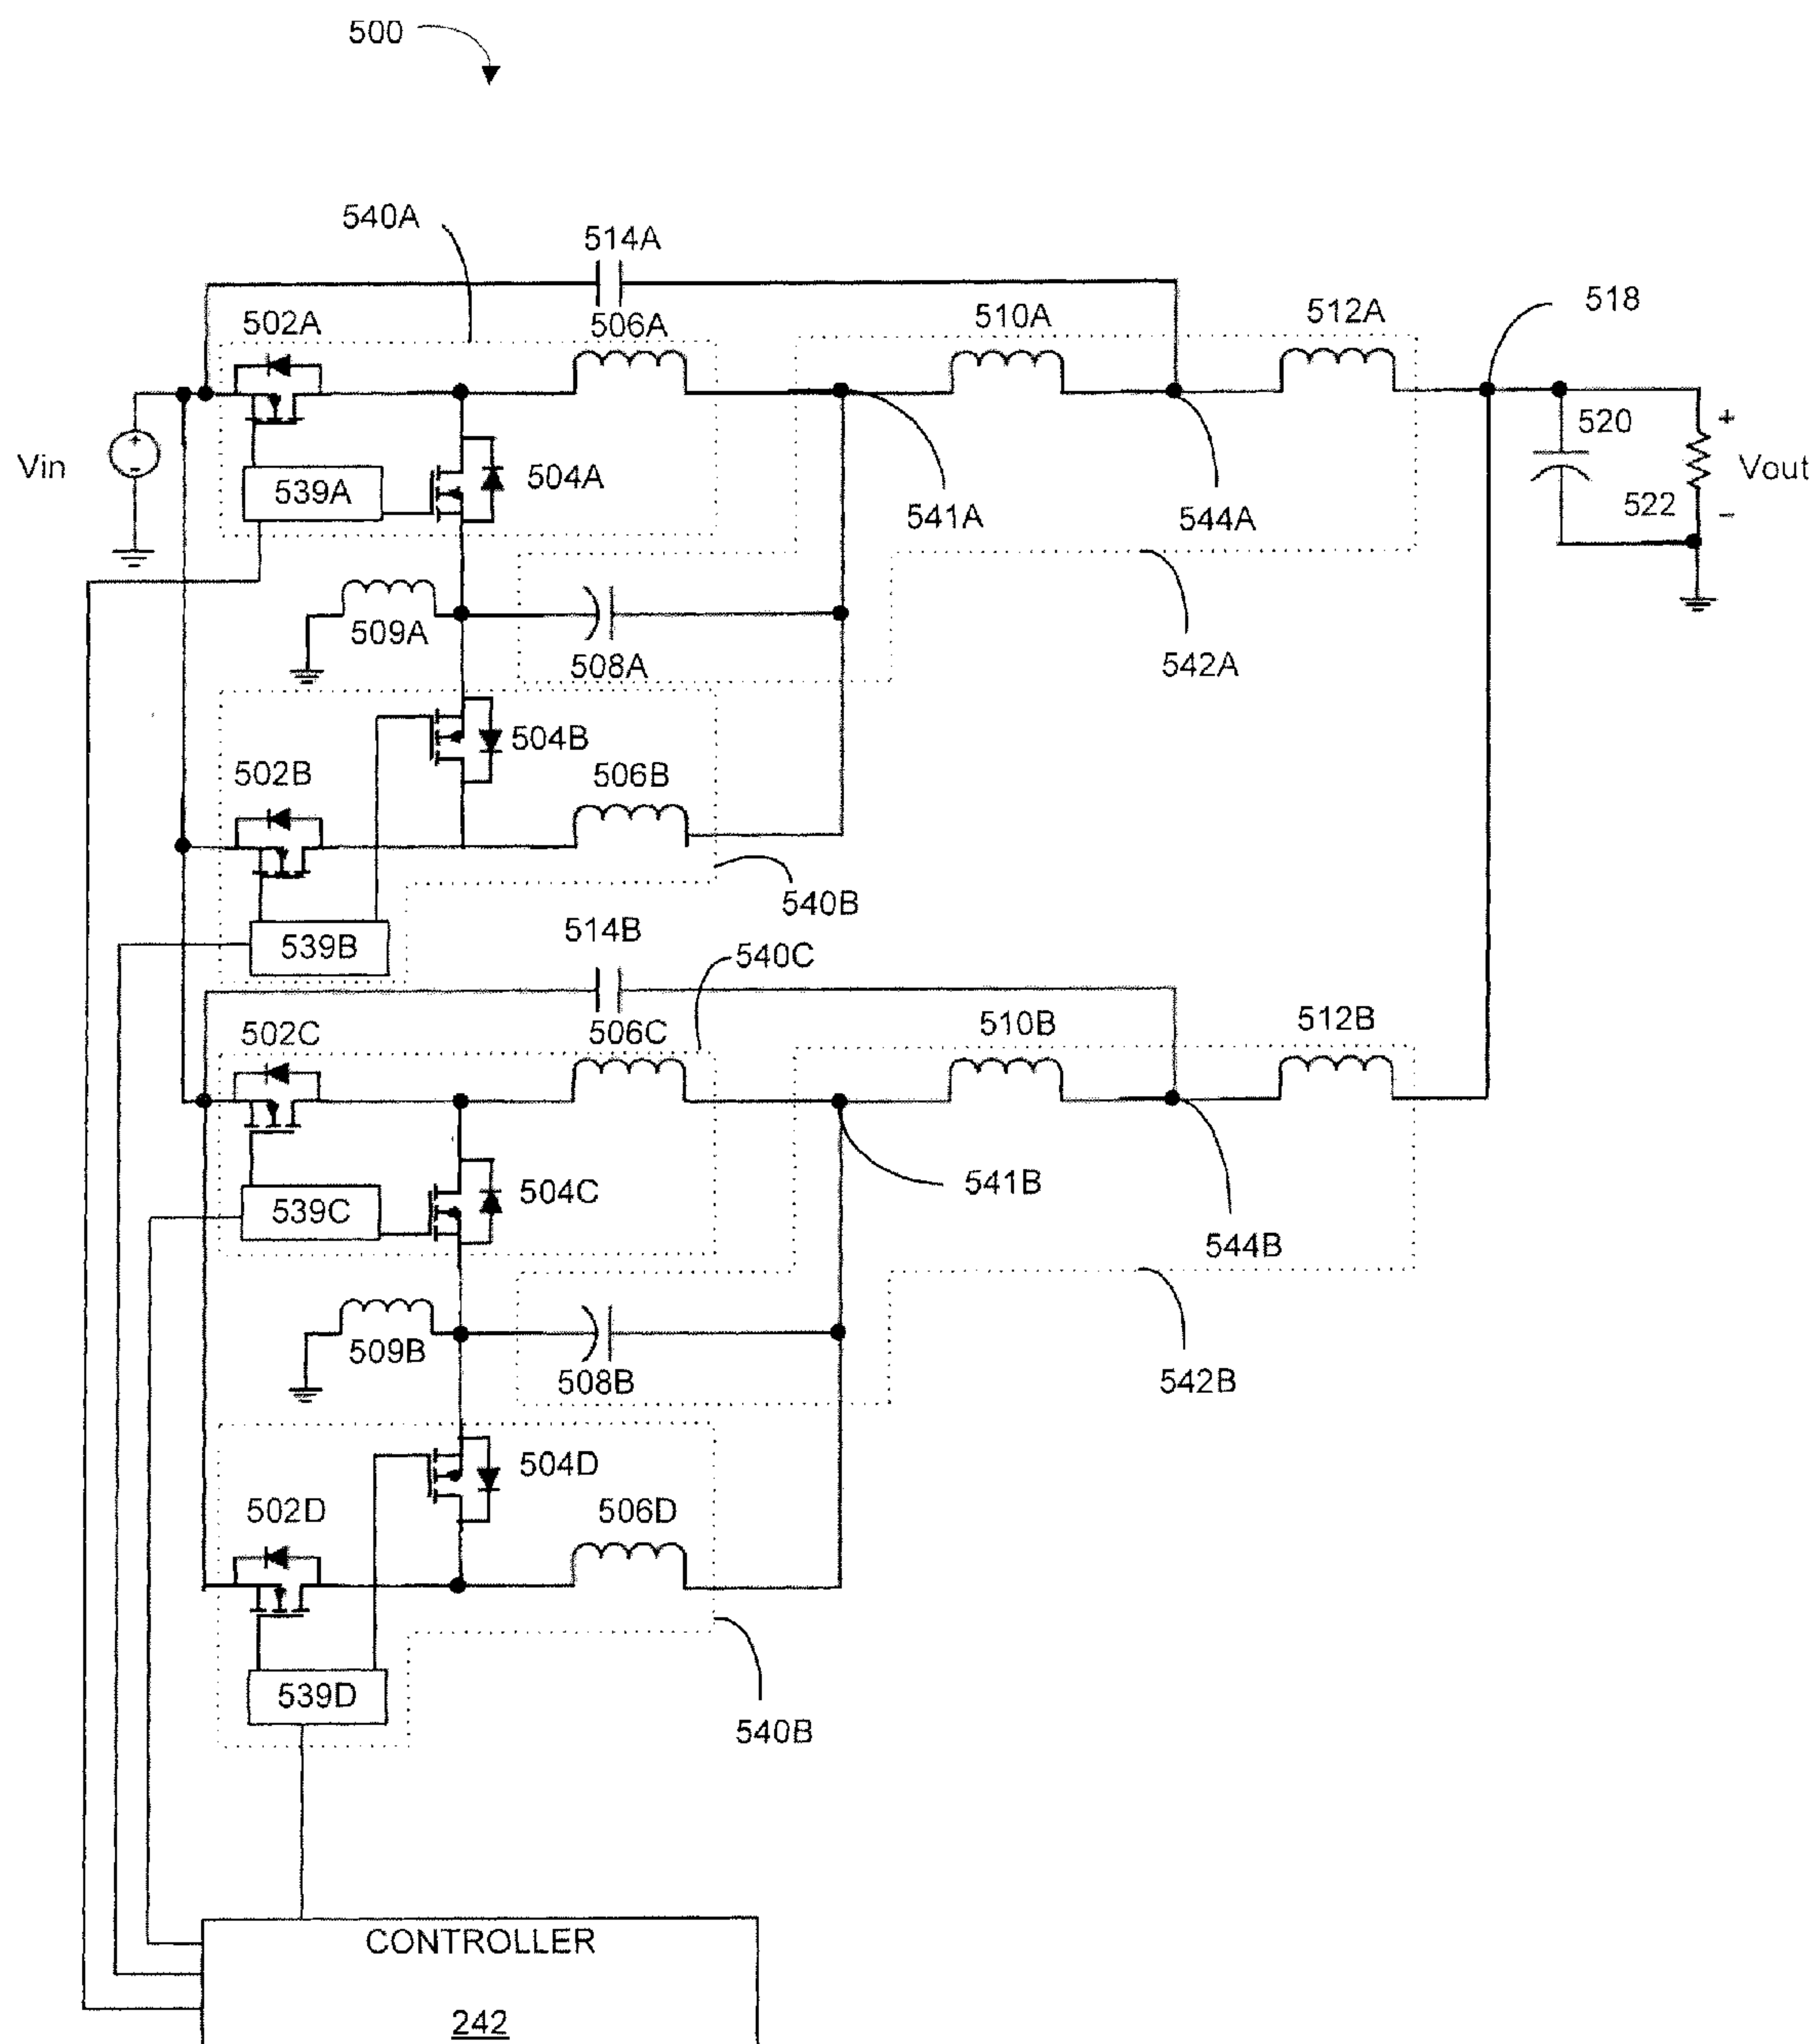 500
540A
514A
502A
506A
510A
512A
518
Vin
+
-
539A
504A
541A
544A
520
522
+
Vout
–
509A
508A
542A
504B
502B
506B
540B
539B
514B
540C
502C
506C
510B
512B
539C
504C
541B
544B
509B
508B
542B
504D
502D
506D
539D
540B
CONTROLLER
242